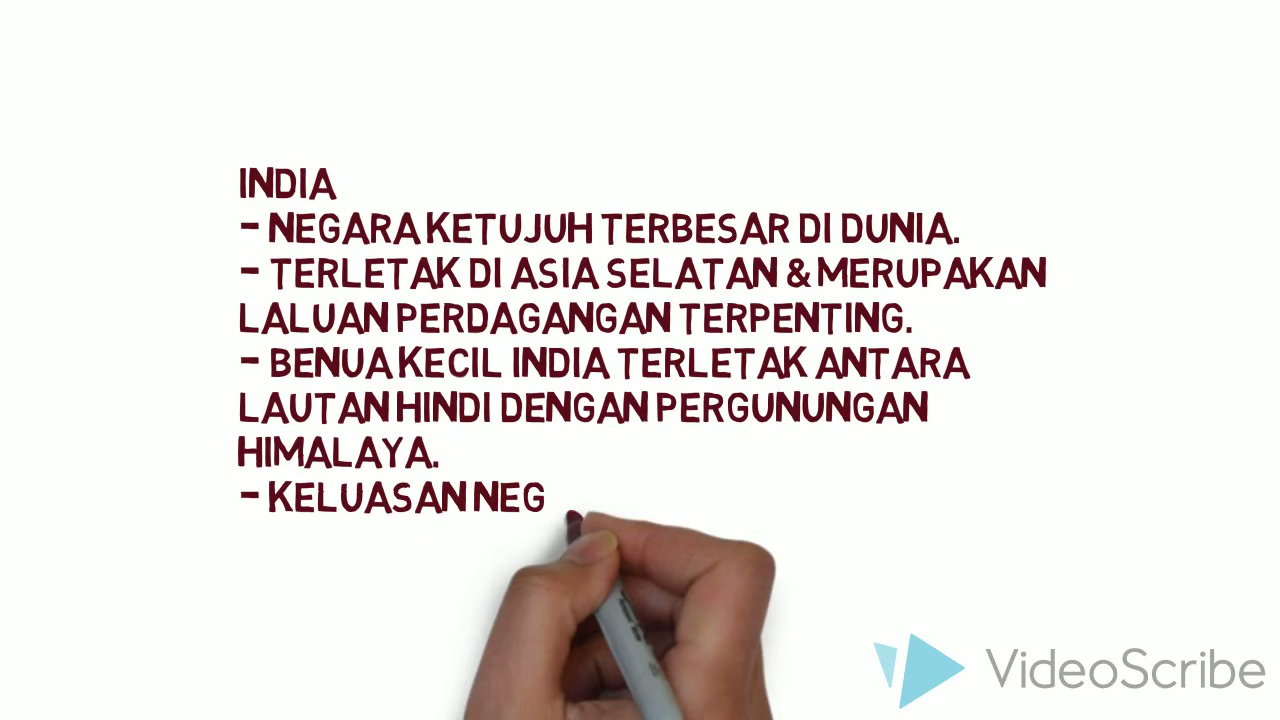 INDIA
- NEGARA KETUJUH TERBESAR DI DUNIA.
- TERLETAK DI ASIA SELATAN & MERUPAKAN
LALUAN PERDAGANGAN TERPENTING.
- BENUA KECIL INDIA TERLETAK ANTARA
LAUTAN HINDI DENGAN PERGUNUNGAN
HIMALAYA.
- KELUASAN NEG
VideoScribe